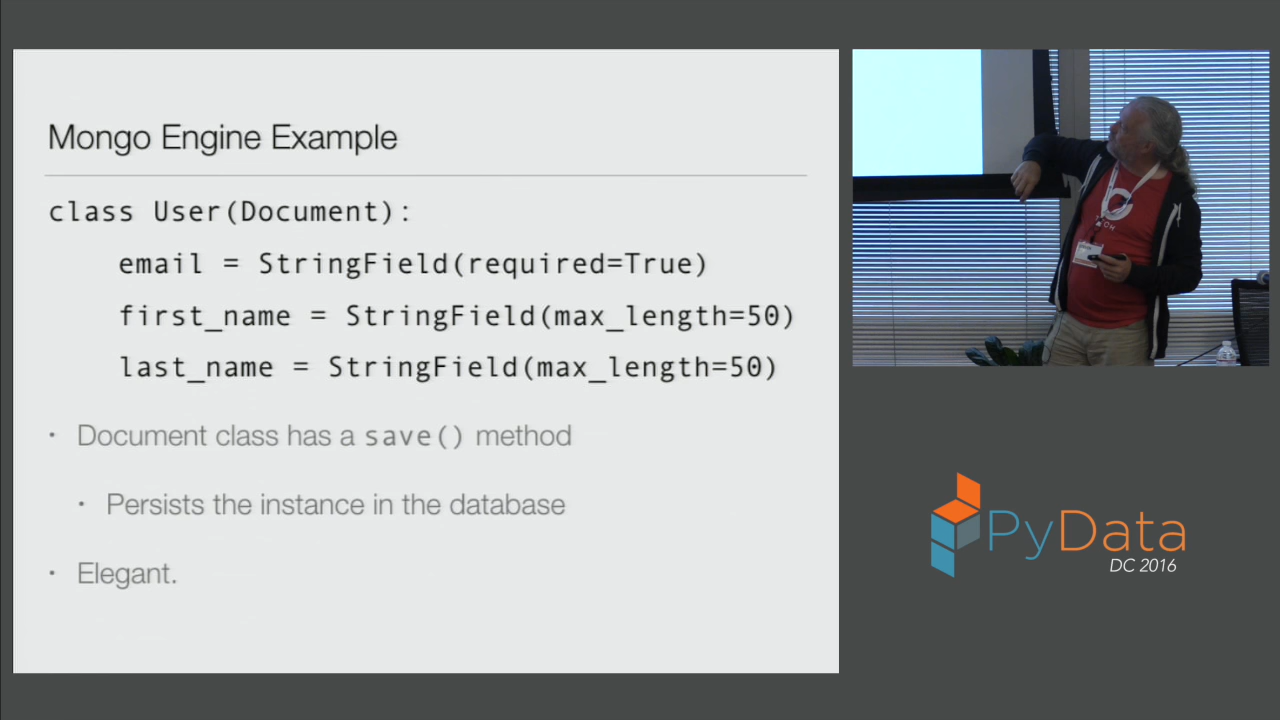 Mongo Engine Example
class User(Document):
    email = StringField(required=True)
    first_name = StringField(max_length=50)
    last_name = StringField(max_length=50)
• Document class has a save() method
• Persists the instance in the database
• Elegant.
PyData
DC 2016